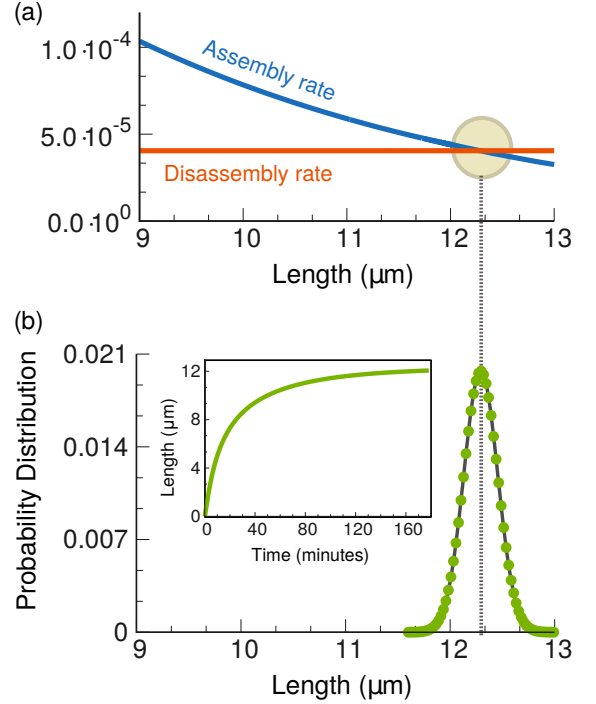 (a)
1.0·10⁻⁴
5.0·10⁻⁵
0.0·10⁰
Assembly rate
Disassembly rate
9 10 11 12 13
Length (µm)
(b)
Probability Distribution
0.021
0.014
0.007
0
Length (µm)
12
8
4
0
0 40 80 120 160
Time (minutes)
9 10 11 12 13
Length (µm)